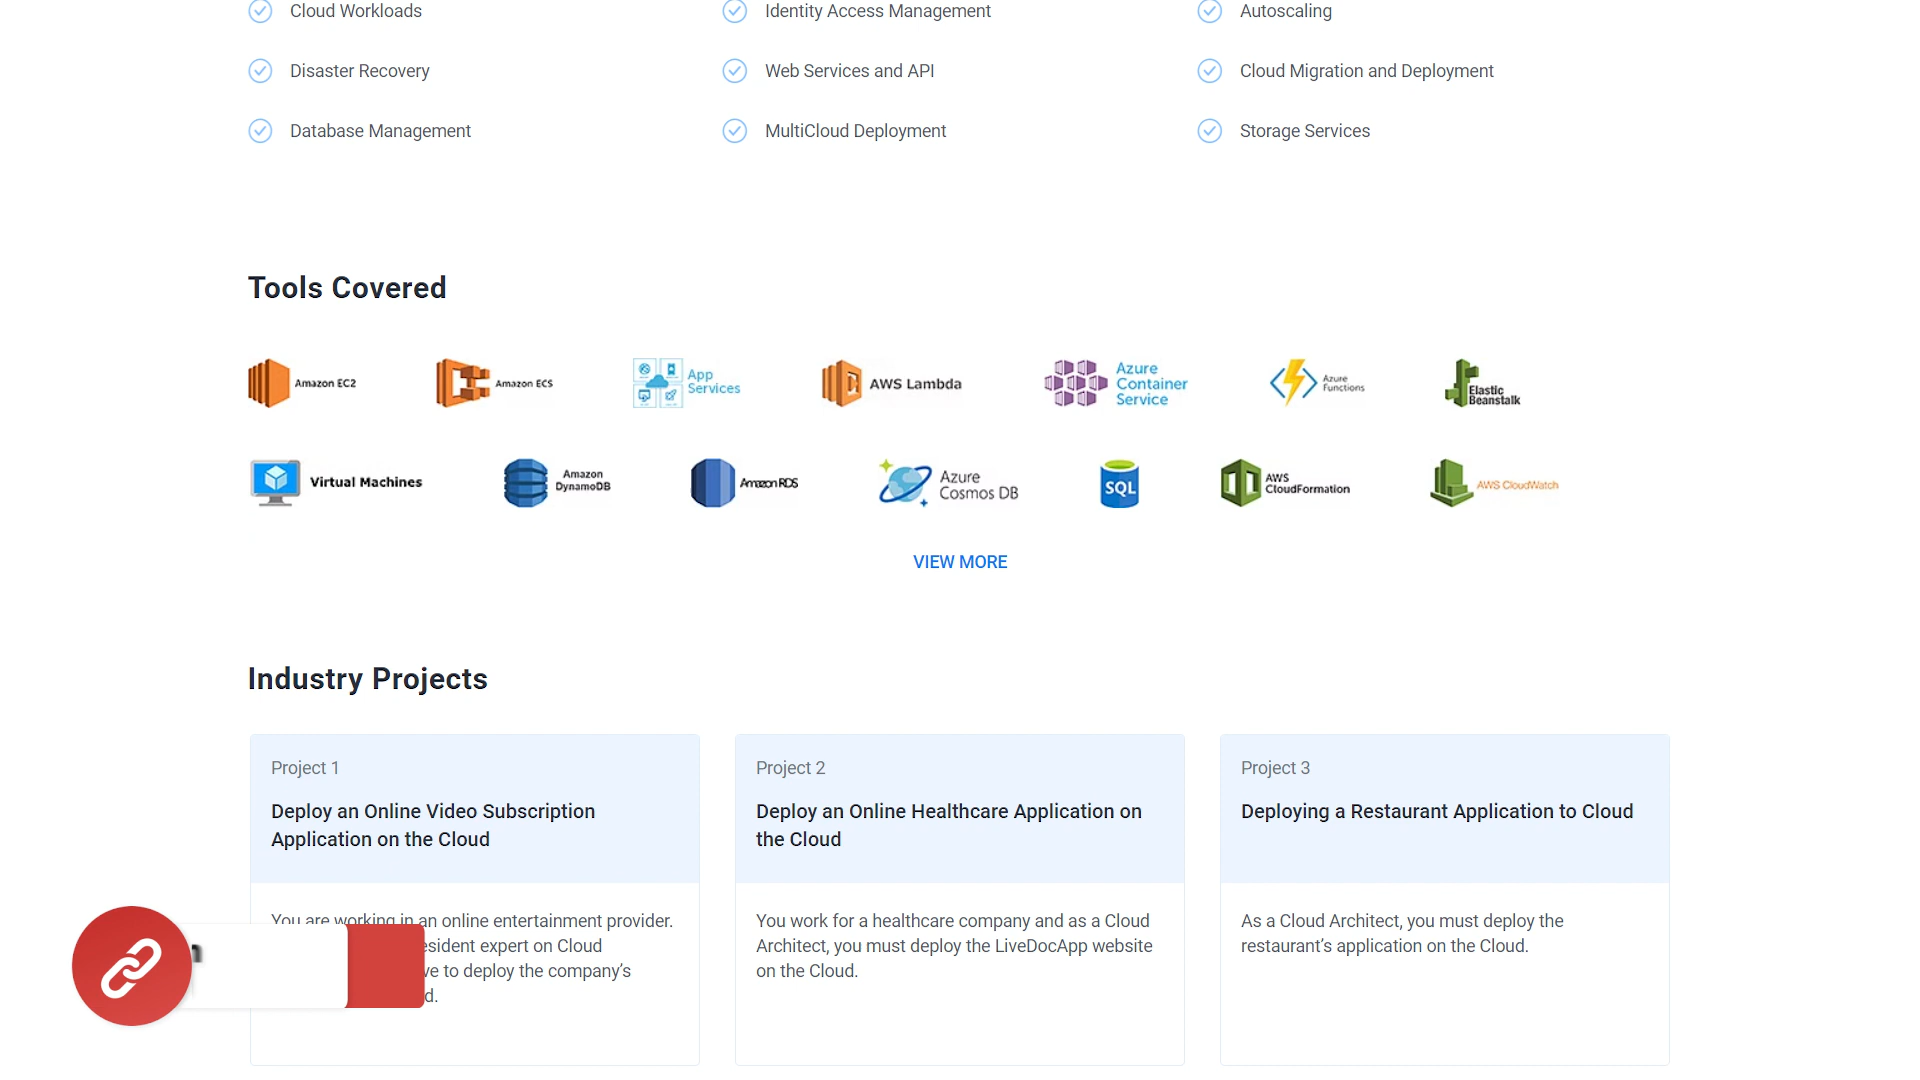 Cloud Workloads
Identity Access Management
Autoscaling
Disaster Recovery
Web Services and API
Cloud Migration and Deployment
Database Management
MultiCloud Deployment
Storage Services
Tools Covered
Amazon EC2
Amazon ECS
App
Services
AWS Lambda
Azure
Container
Service
Azure
Functions
Elastic
Beanstalk
Virtual Machines
Amazon
DynamoDB
Amazon RDS
Azure
Cosmos DB
SQL
AWS
CloudFormation
AWS CloudWatch
VIEW MORE
Industry Projects
Project 1
Deploy an Online Video Subscription
Application on the Cloud
You are working in an online entertainment provider.
expert on Cloud
to deploy the company’s
Project 2
Deploy an Online Healthcare Application on
the Cloud
You work for a healthcare company and as a Cloud
Architect, you must deploy the LiveDocApp website
on the Cloud.
Project 3
Deploying a Restaurant Application to Cloud
As a Cloud Architect, you must deploy the
restaurant’s application on the Cloud.